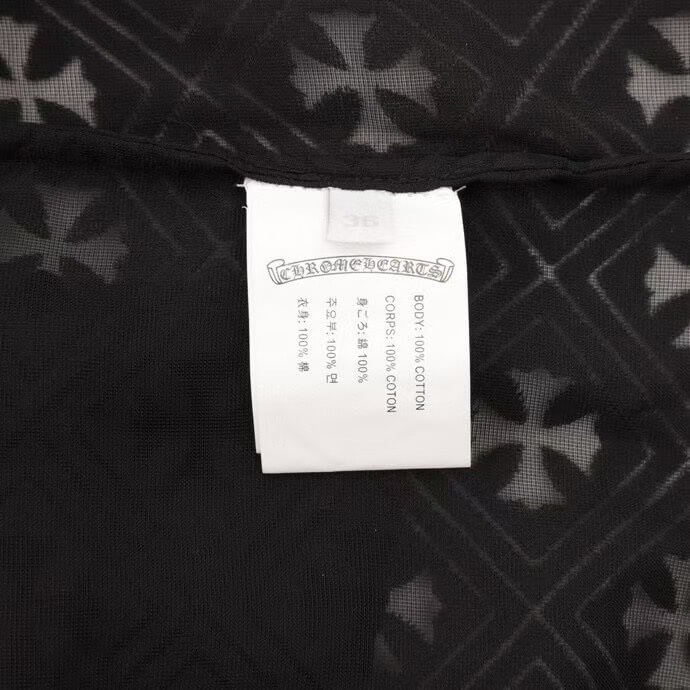 36
CHROME HEARTS
BODY: 100% COTTON
CORPS: 100% COTON
身ごろ: 綿 100%
주요부: 100% 면
衣身: 100% 棉